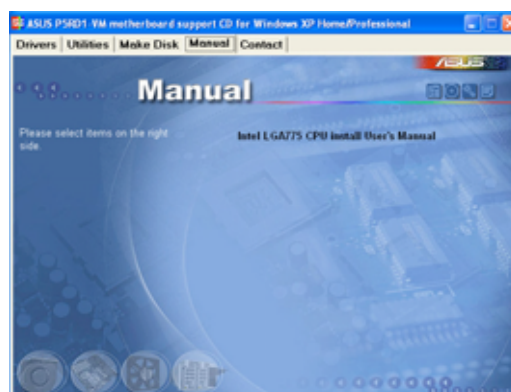 ASUS P5RD1-VM motherboard support CD for Windows XP Home/Professional
Drivers Utilities Make Disk Manual Contact
ASUS
Manual
Please select items on the right
side.
Intel LGA775 CPU install User's Manual